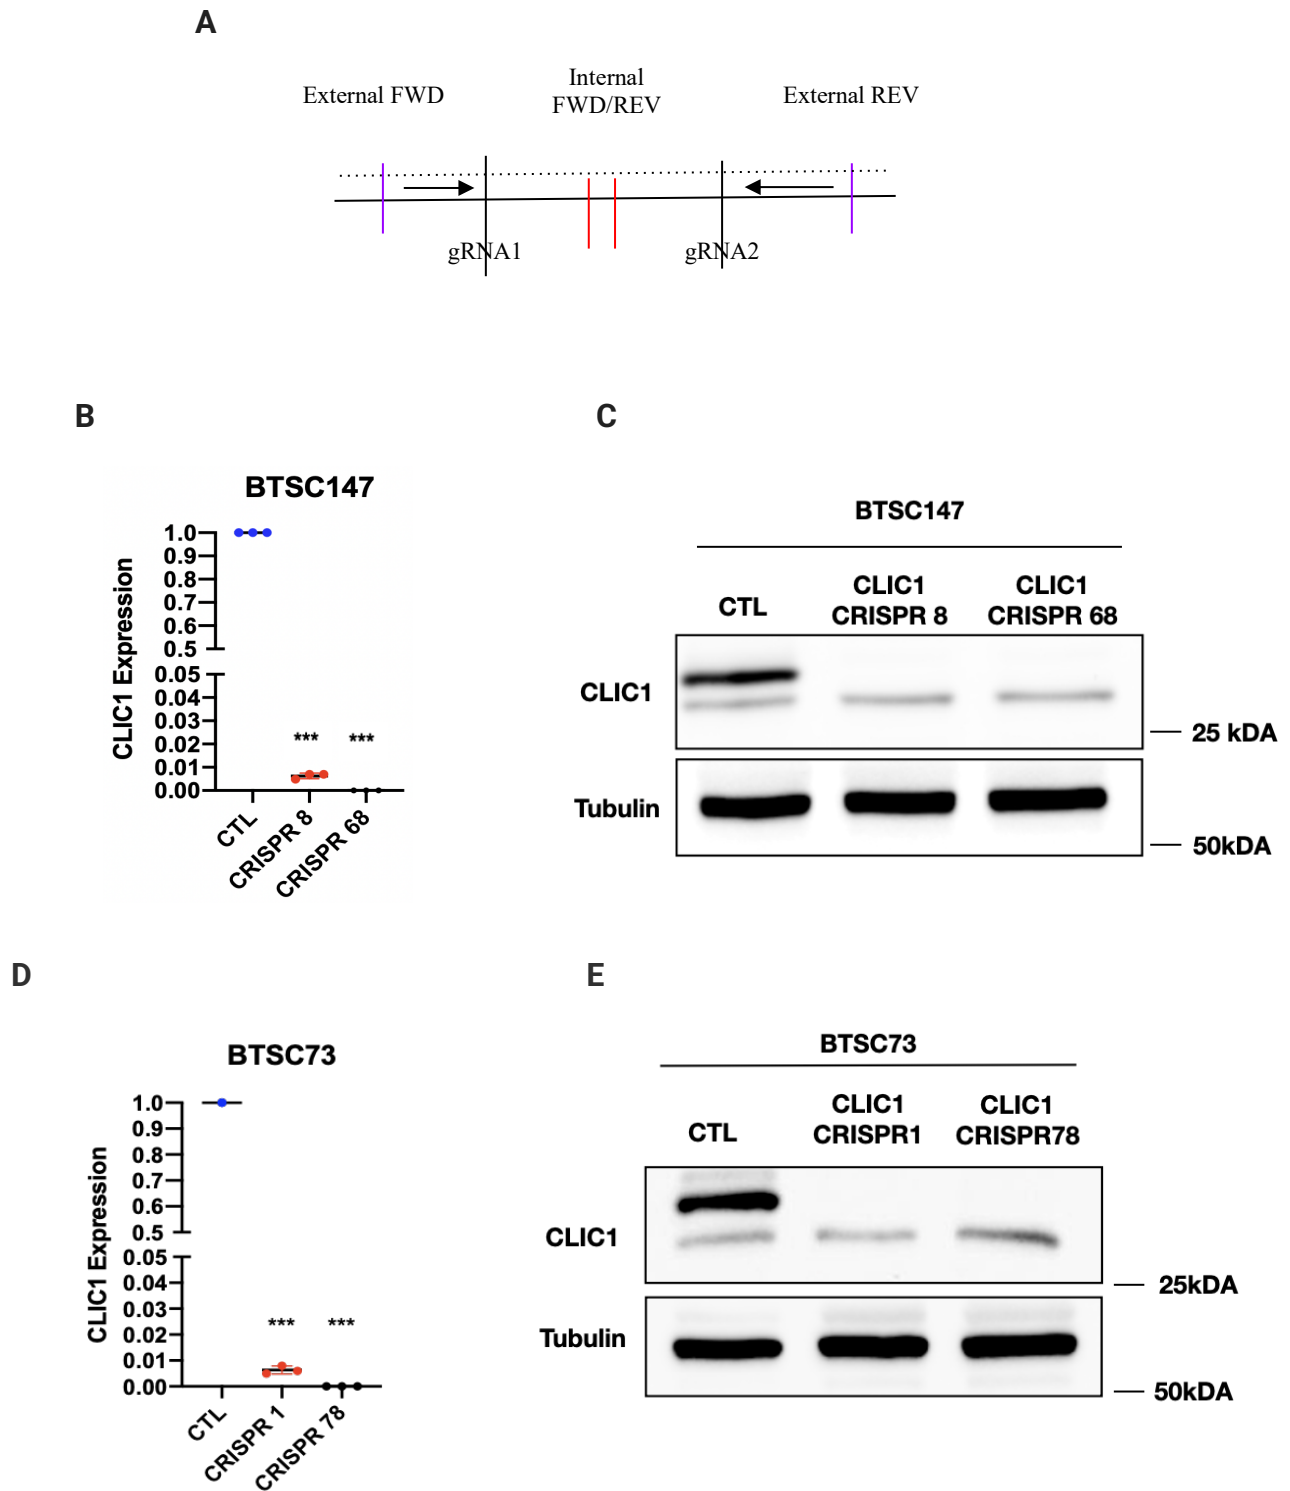 A
External FWD
Internal
FWD/REV
External REV
gRNA1
gRNA2
B
BTSC147
CLIC1 Expression
1.0
0.9
0.8
0.7
0.6
0.5
0.05
0.04
0.03
0.02
0.01
0.00
*** ***
CTL
CRISPR 8
CRISPR 68
C
BTSC147
CTL
CLIC1
CRISPR 8
CLIC1
CRISPR 68
CLIC1
25 kDA
Tubulin
50kDA
D
BTSC73
CLIC1 Expression
1.0
0.9
0.8
0.7
0.6
0.5
0.05
0.04
0.03
0.02
0.01
0.00
*** ***
CTL
CRISPR 1
CRISPR 78
E
BTSC73
CTL
CLIC1
CRISPR1
CLIC1
CRISPR78
CLIC1
25kDA
Tubulin
50kDA